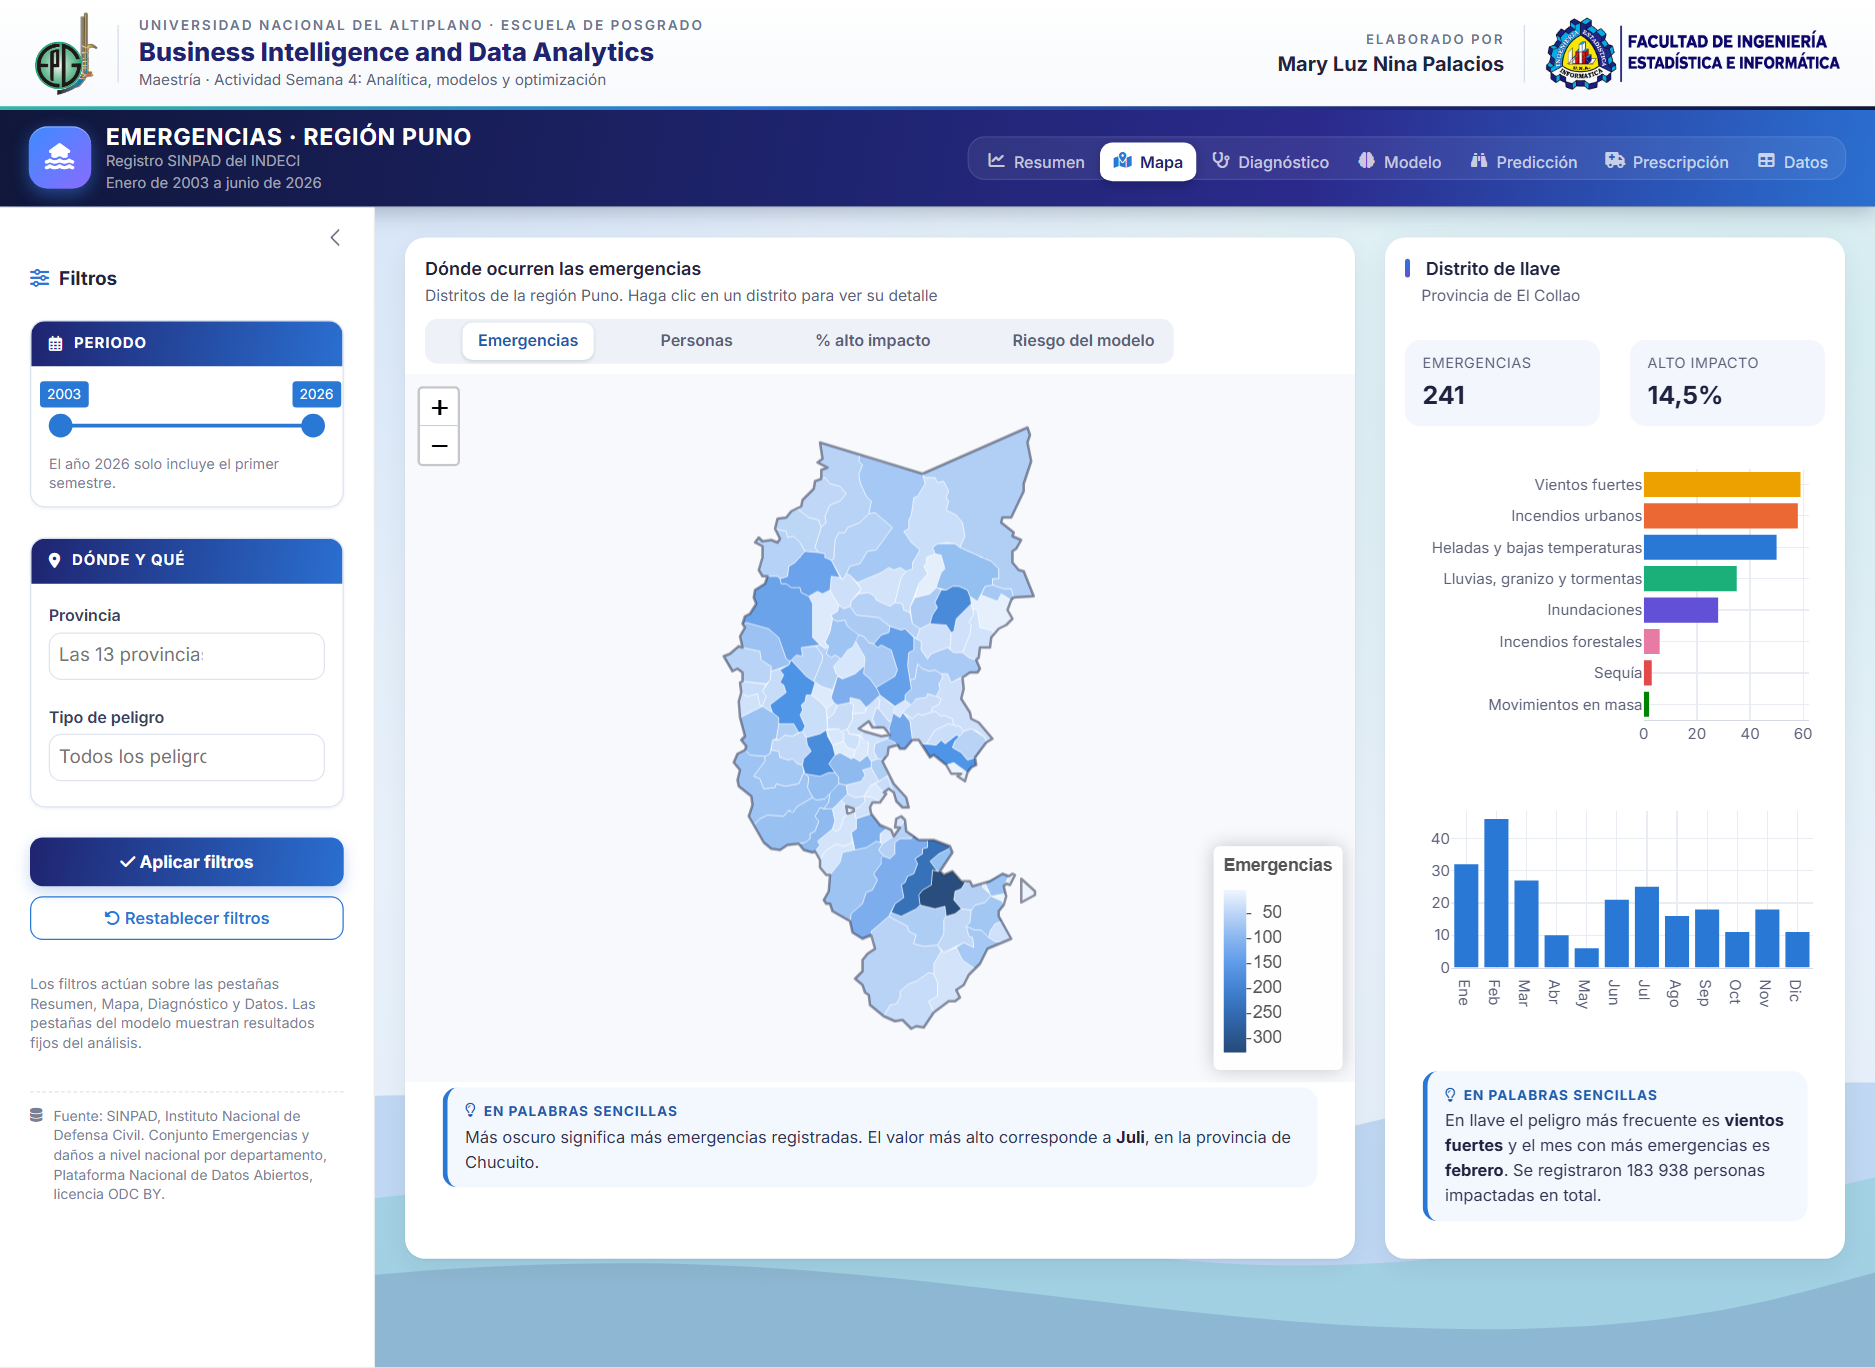 UNIVERSIDAD NACIONAL DEL ALTIPLANO · ESCUELA DE POSGRADO
Business Intelligence and Data Analytics
Maestría · Actividad Semana 4: Analítica, modelos y optimización
ELABORADO POR
Mary Luz Nina Palacios
FACULTAD DE INGENIERÍA
ESTADÍSTICA E INFORMÁTICA
EMERGENCIAS · REGIÓN PUNO
Registro SINPAD del INDECI
Enero de 2003 a junio de 2026
Resumen
Mapa
Diagnóstico
Modelo
Predicción
Prescripción
Datos
Filtros
PERIODO
2003
2026
El año 2026 solo incluye el primer
semestre.
DÓNDE Y QUÉ
Provincia
Las 13 provincias
Tipo de peligro
Todos los peligro
Aplicar filtros
Restablecer filtros
Los filtros actúan sobre las pestañas
Resumen, Mapa, Diagnóstico y Datos. Las
pestañas del modelo muestran resultados
fijos del análisis.
Fuente: SINPAD, Instituto Nacional de
Defensa Civil. Conjunto Emergencias y
daños a nivel nacional por departamento,
Plataforma Nacional de Datos Abiertos,
licencia ODC BY.
Dónde ocurren las emergencias
Distritos de la región Puno. Haga clic en un distrito para ver su detalle
Emergencias
Personas
% alto impacto
Riesgo del modelo
+
−
Emergencias
50
100
150
200
250
300
EN PALABRAS SENCILLAS
Más oscuro significa más emergencias registradas. El valor más alto corresponde a Juli, en la provincia de
Chucuito.
Distrito de Ilave
Provincia de El Collao
EMERGENCIAS
241
ALTO IMPACTO
14,5%
Vientos fuertes
Incendios urbanos
Heladas y bajas temperaturas
Lluvias, granizo y tormentas
Inundaciones
Incendios forestales
Sequía
Movimientos en masa
0 20 40 60
40
30
20
10
0
Ene Feb Mar Abr May Jun Jul Ago Sep Oct Nov Dic
EN PALABRAS SENCILLAS
En Ilave el peligro más frecuente es vientos
fuertes y el mes con más emergencias es
febrero. Se registraron 183 938 personas
impactadas en total.